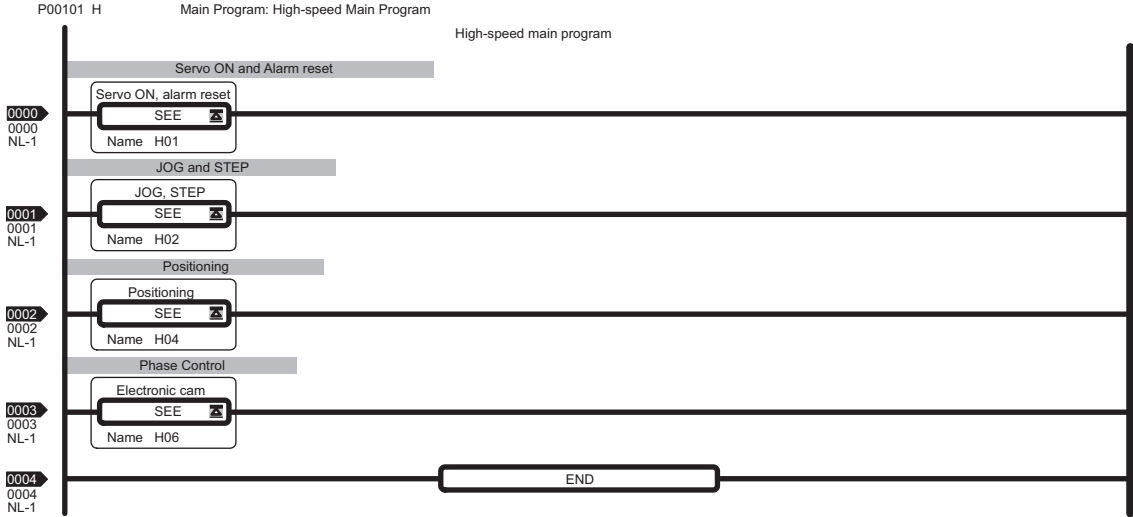 P00101 H Main Program: High-speed Main Program
High-speed main program
Servo ON and Alarm reset
Servo ON, alarm reset
0000 SEE
0000
NL-1 Name H01
JOG and STEP
JOG, STEP
0001 SEE
0001
NL-1 Name H02
Positioning
Positioning
0002 SEE
0002
NL-1 Name H04
Phase Control
Electronic cam
0003 SEE
0003
NL-1 Name H06
0004 END
0004
NL-1